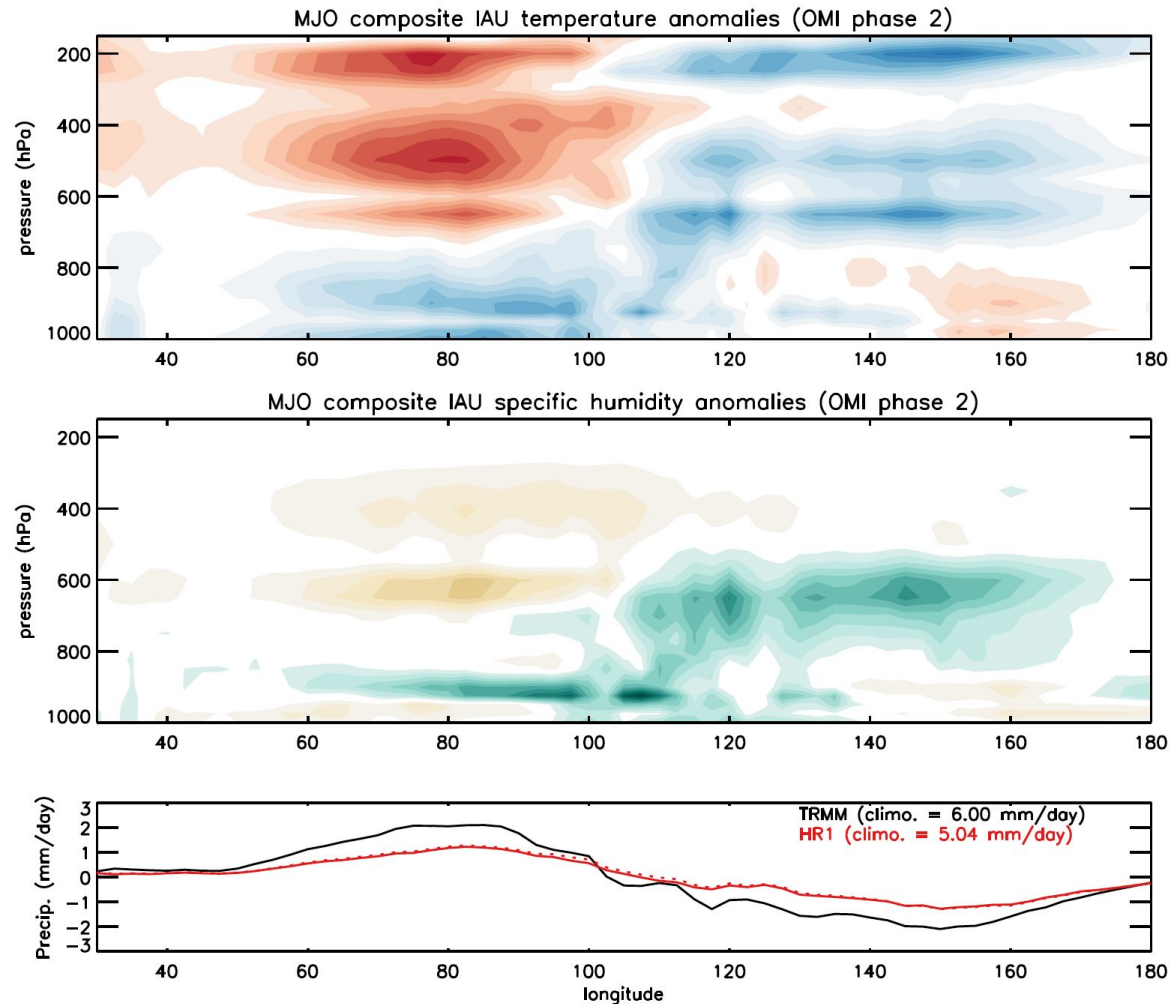 MJO composite IAU temperature anomalies (OMI phase 2)
pressure (hPa)
200
400
600
800
1000
40 60 80 100 120 140 160 180
MJO composite IAU specific humidity anomalies (OMI phase 2)
pressure (hPa)
200
400
600
800
1000
40 60 80 100 120 140 160 180
Precip. (mm/day)
3
2
1
0
−1
−2
−3
TRMM (climo. = 6.00 mm/day)
HR1 (climo. = 5.04 mm/day)
40 60 80 100 120 140 160 180
longitude